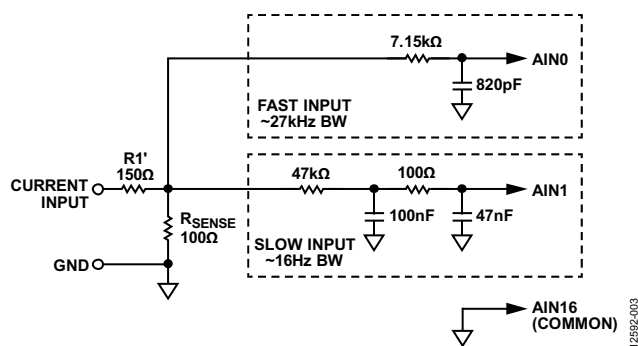 7.15kΩ
AIN0
820pF
FAST INPUT
~27kHz BW
R1'
150Ω
CURRENT
INPUT
47kΩ
100Ω
AIN1
100nF
47nF
RSENSE
100Ω
SLOW INPUT
~16Hz BW
GND
AIN16
(COMMON)
12592-003